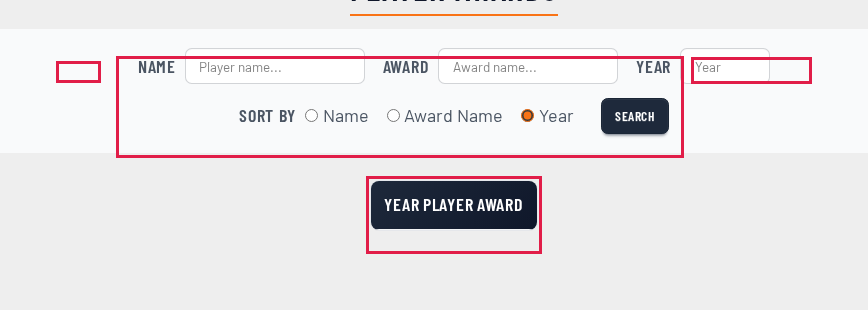 NAME Player name... AWARD Award name... YEAR Year
SORT BY Name Award Name Year SEARCH
YEAR PLAYER AWARD